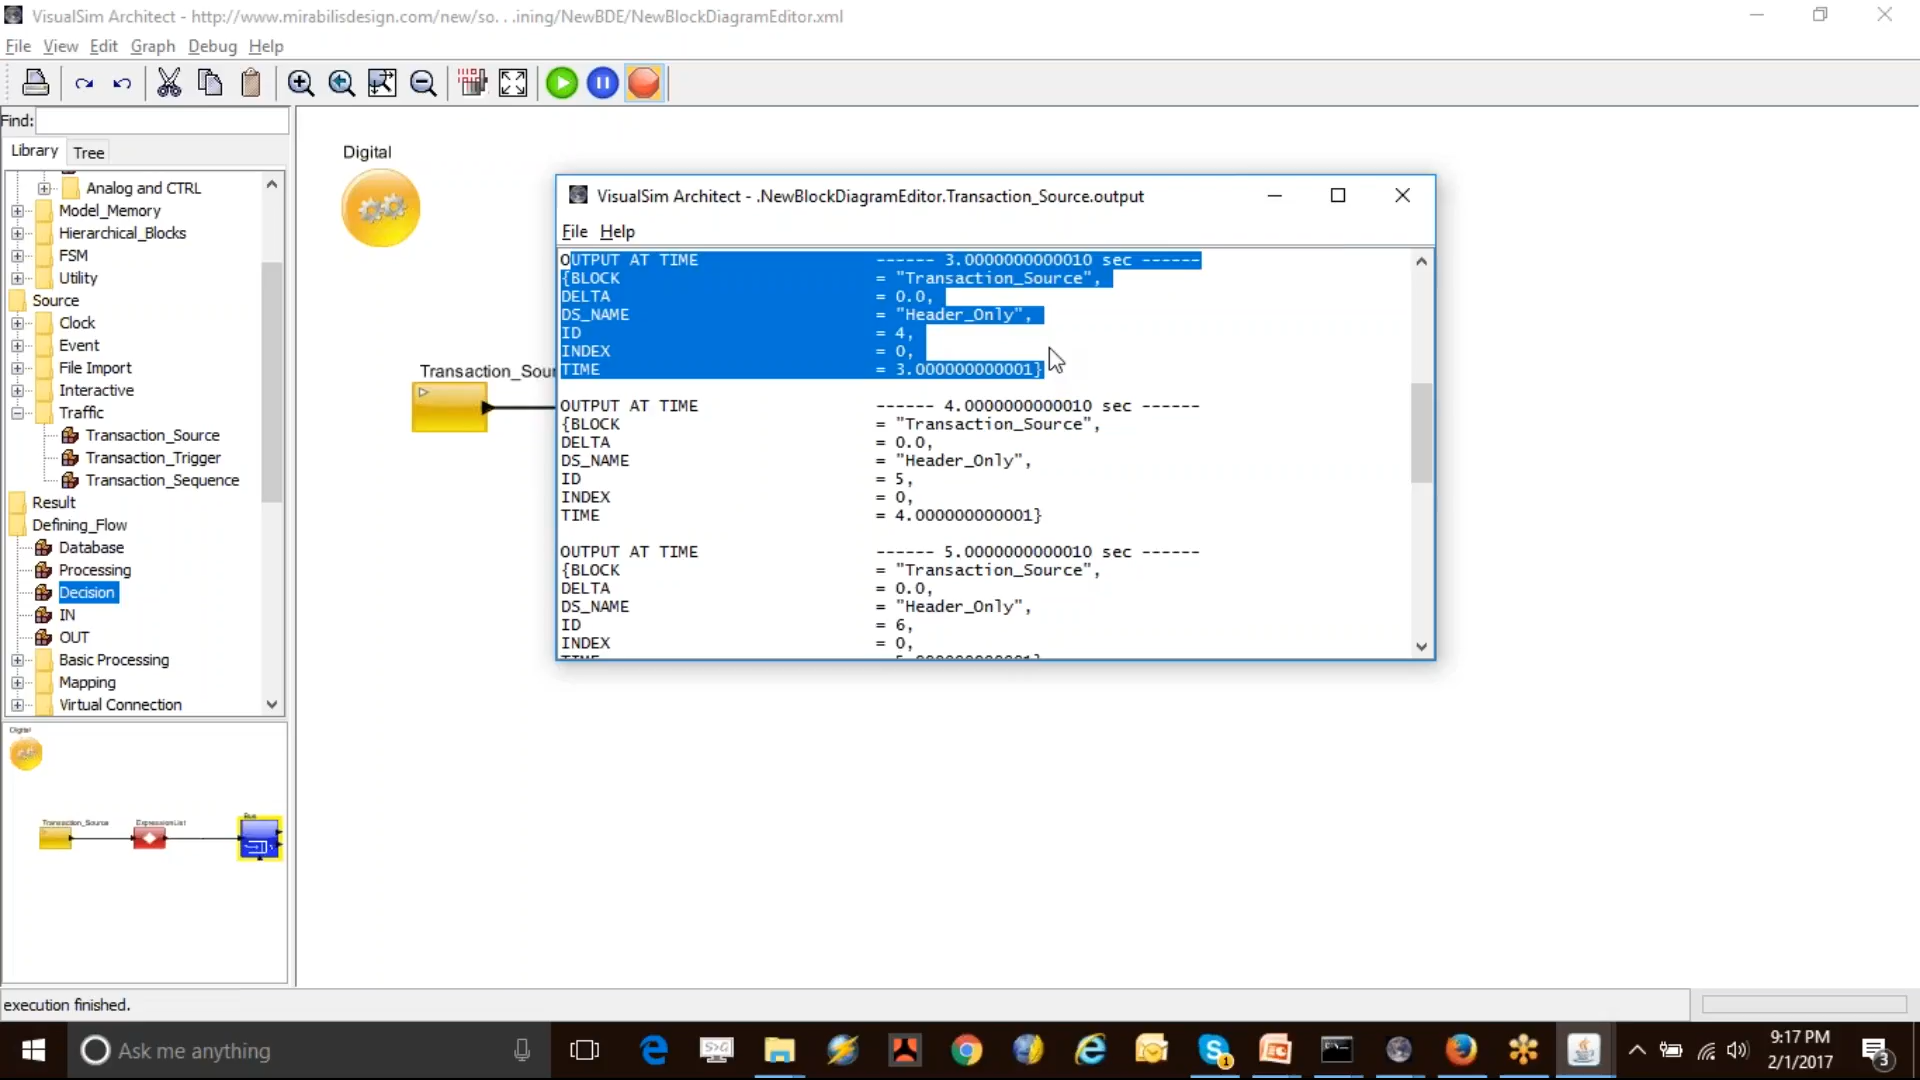 VisualSim Architect - http://www.mirabilisdesign.com/new/so. . .ining/NewBDE/NewBlockDiagramEditor.xml
File View Edit Graph Debug Help
Find:
Library Tree
Analog and CTRL
Model_Memory
Hierarchical_Blocks
FSM
Utility
Source
Clock
Event
File Import
Interactive
Traffic
Transaction_Source
Transaction_Trigger
Transaction_Sequence
Result
Defining_Flow
Database
Processing
Decision
IN
OUT
Basic Processing
Mapping
Virtual Connection
Digital
Transaction_Source
ExpressionList
Bus
Digital
Transaction_Sour
VisualSim Architect - .NewBlockDiagramEditor.Transaction_Source.output
File Help
OUTPUT AT TIME ------ 3.0000000000010 sec ------
{BLOCK = "Transaction_Source",
DELTA = 0.0,
DS_NAME = "Header_Only",
ID = 4,
INDEX = 0,
TIME = 3.000000000001}
OUTPUT AT TIME ------ 4.0000000000010 sec ------
{BLOCK = "Transaction_Source",
DELTA = 0.0,
DS_NAME = "Header_Only",
ID = 5,
INDEX = 0,
TIME = 4.000000000001}
OUTPUT AT TIME ------ 5.0000000000010 sec ------
{BLOCK = "Transaction_Source",
DELTA = 0.0,
DS_NAME = "Header_Only",
ID = 6,
INDEX = 0,
execution finished.
Ask me anything
9:17 PM
2/1/2017
1
3